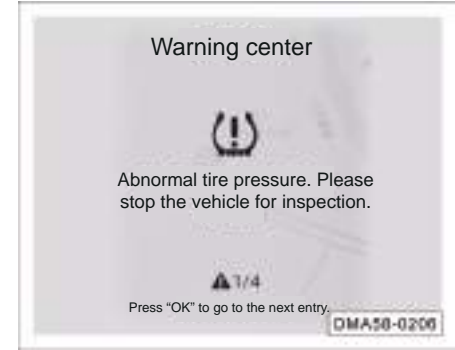 Warning center
Abnormal tire pressure. Please
stop the vehicle for inspection.
1/4
Press "OK" to go to the next entry.
DMA58-0206